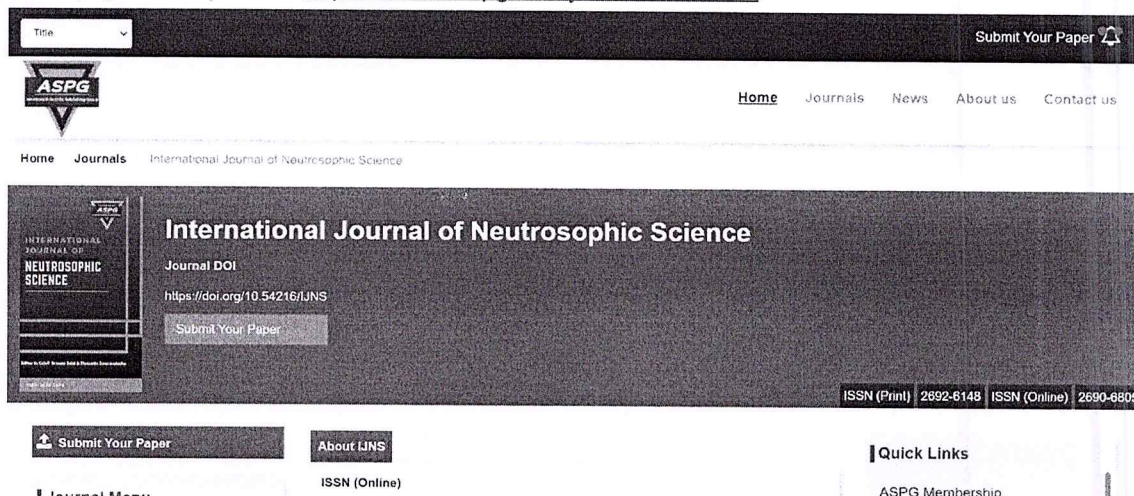 Title
Submit Your Paper
ASPG
Home Journals News About us Contact us
Home Journals International Journal of Neutrosophic Science
ASPG
INTERNATIONAL
JOURNAL OF
NEUTROSOPHIC
SCIENCE
International Journal of Neutrosophic Science
Journal DOI
https://doi.org/10.54216/IJNS
Submit Your Paper
ISSN (Print) 2692-6148 ISSN (Online) 2690-6805
Submit Your Paper
About IJNS
Quick Links
ISSN (Online)
Journal Menu
ASPG Membership